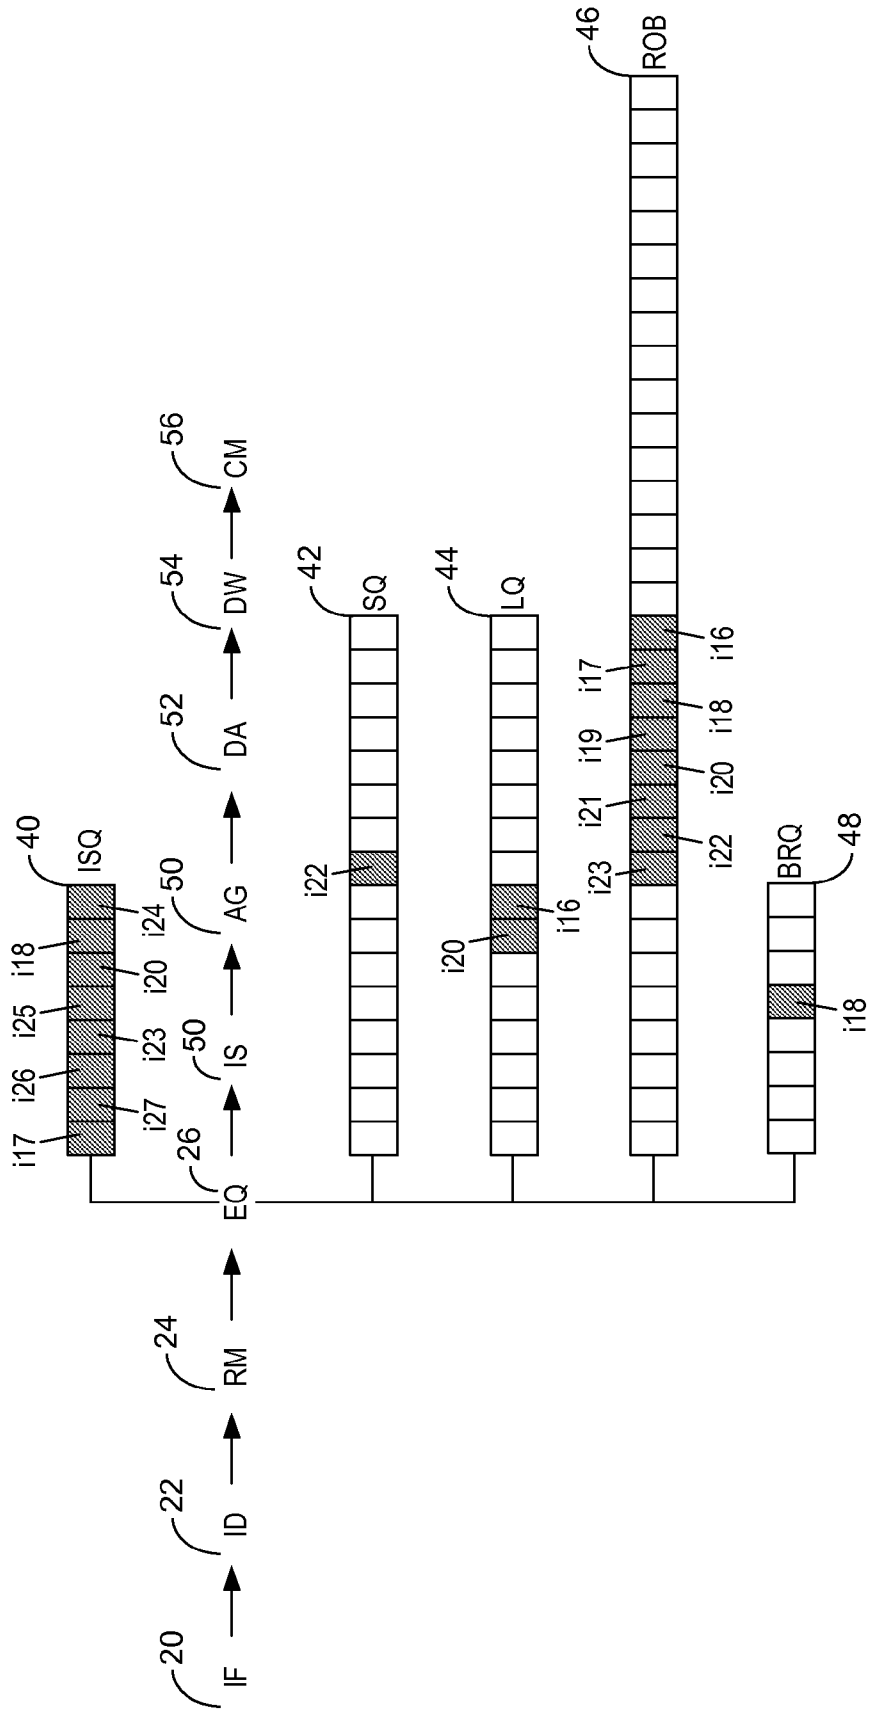 i17 i26 i25 i18 40
ISQ
i27 i23 i20 i24
20 22 24 26 50 50 52 54 56
IF ID RM EQ IS AG DA DW CM
i22 42
SQ
i20 44
LQ
i16
i23 i21 i19 i17 46
ROB
i22 i20 i18 i16
BRQ
i18 48